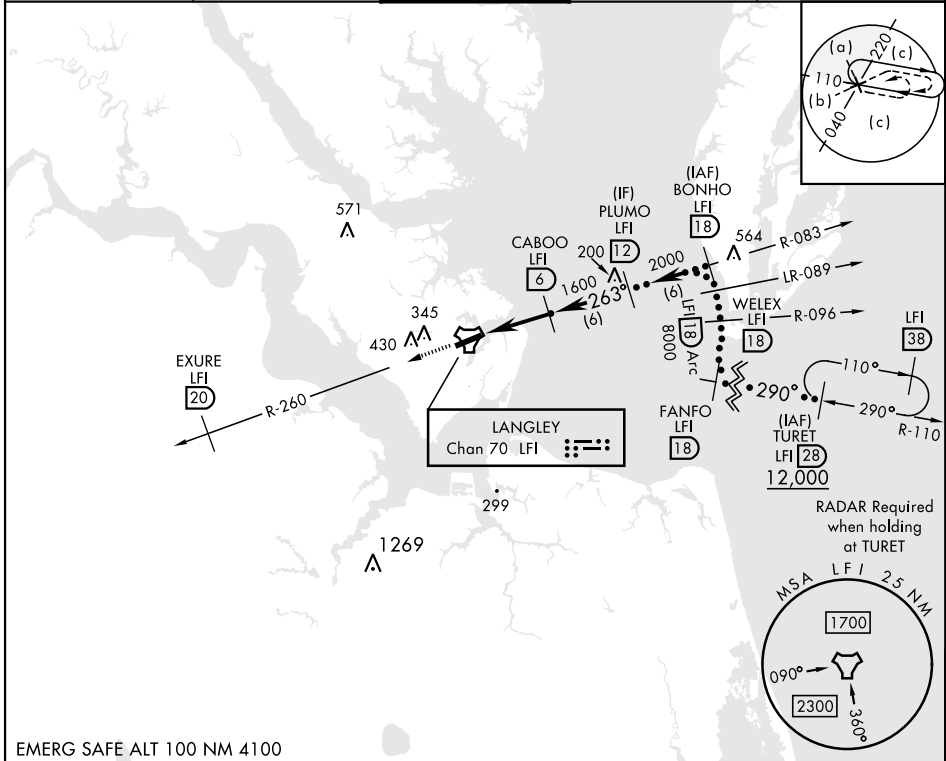 (a)
220
(c)
110
(b)
040
(c)
571
(IAF)
BONHO
LFI
18
(IF)
PLUMO
LFI
12
564
R-083
CABOO
LFI
6
200
2000
(6)
LR-089
1600
263°
(6)
LFI 18 Arc
8000
WELEX
LFI
18
R-096
345
430
LFI
38
EXURE
LFI
20
R-260
110°
290°
290°
R-110
FANFO
LFI
18
(IAF)
TURET
LFI 28
12,000
LANGLEY
Chan 70 LFI
299
1269
RADAR Required
when holding
at TURET
MSA LFI 25 NM
1700
090°
2300
360°
EMERG SAFE ALT 100 NM 4100